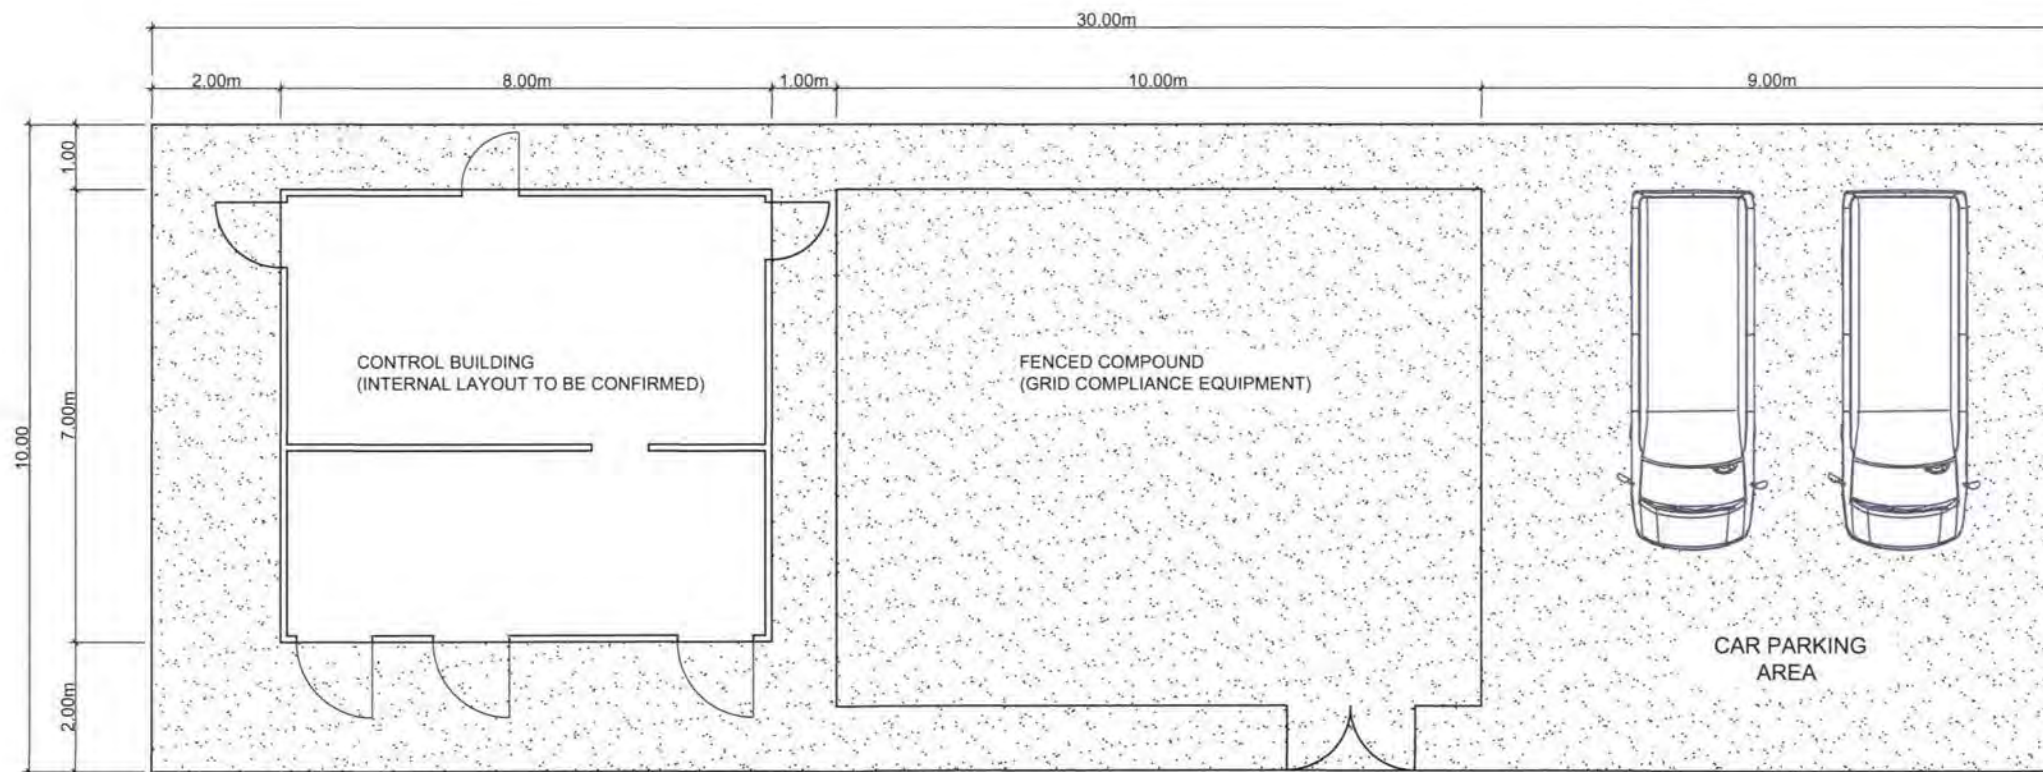 30.00m
2.00m
8.00m
1.00m
10.00m
9.00m
1.00
7.00m
10.00
2.00m
CONTROL BUILDING
(INTERNAL LAYOUT TO BE CONFIRMED)
FENCED COMPOUND
(GRID COMPLIANCE EQUIPMENT)
CAR PARKING
AREA